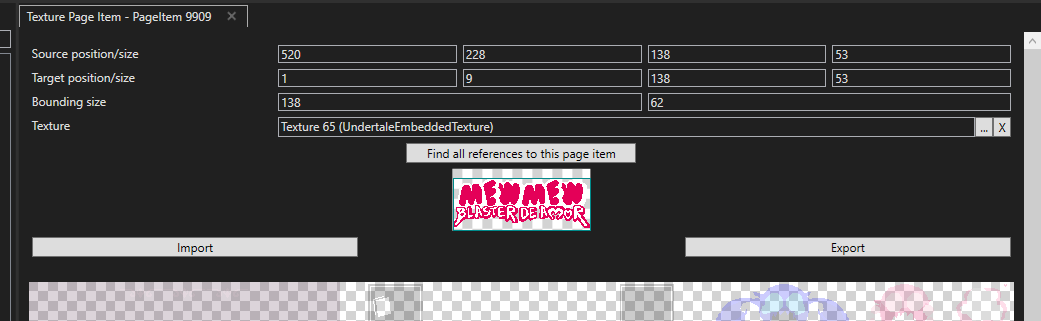 Texture Page Item - PageItem 9909 ×
Source position/size 520 228 138 53
Target position/size 1 9 138 53
Bounding size 138 62
Texture Texture 65 (UndertaleEmbeddedTexture) ... X
Find all references to this page item
MEW MEW
BLASTER DE AMOR
Import Export